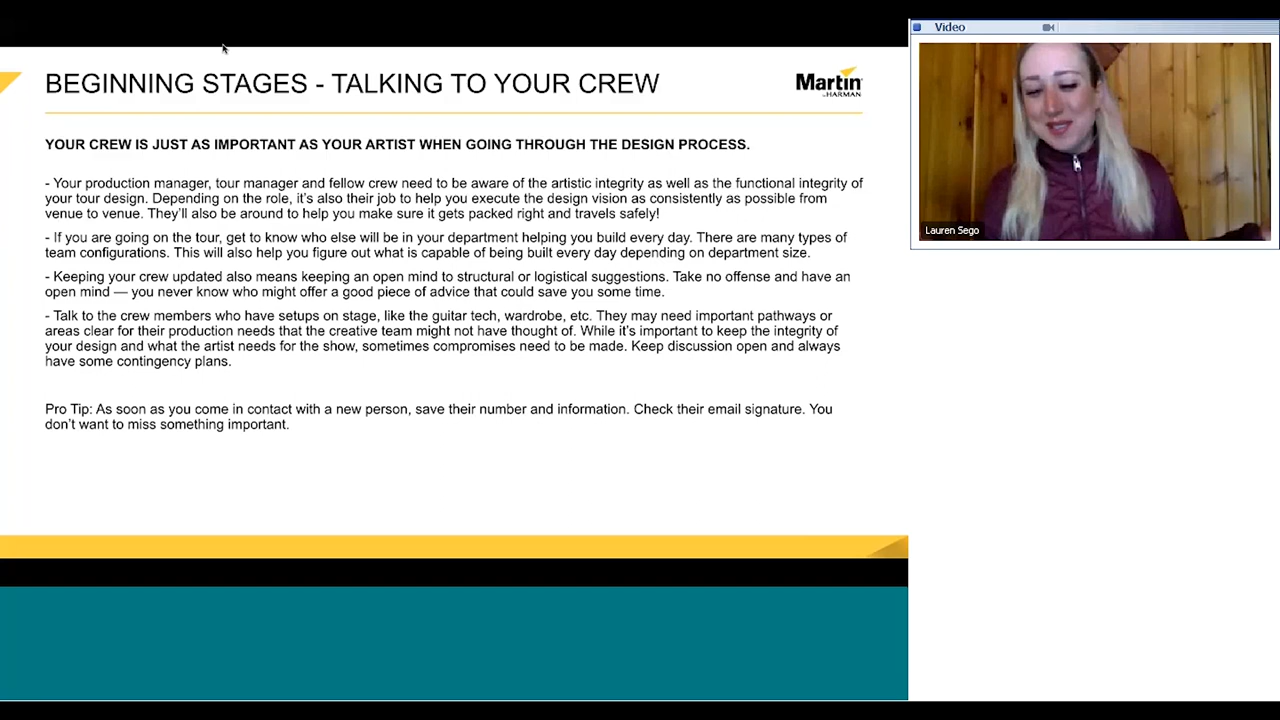 BEGINNING STAGES - TALKING TO YOUR CREW
Martin
by HARMAN
YOUR CREW IS JUST AS IMPORTANT AS YOUR ARTIST WHEN GOING THROUGH THE DESIGN PROCESS.
- Your production manager, tour manager and fellow crew need to be aware of the artistic integrity as well as the functional integrity of
your tour design. Depending on the role, it's also their job to help you execute the design vision as consistently as possible from
venue to venue. They'll also be around to help you make sure it gets packed right and travels safely!
- If you are going on the tour, get to know who else will be in your department helping you build every day. There are many types of
team configurations. This will also help you figure out what is capable of being built every day depending on department size.
- Keeping your crew updated also means keeping an open mind to structural or logistical suggestions. Take no offense and have an
open mind — you never know who might offer a good piece of advice that could save you some time.
- Talk to the crew members who have setups on stage, like the guitar tech, wardrobe, etc. They may need important pathways or
areas clear for their production needs that the creative team might not have thought of. While it's important to keep the integrity of
your design and what the artist needs for the show, sometimes compromises need to be made. Keep discussion open and always
have some contingency plans.
Pro Tip: As soon as you come in contact with a new person, save their number and information. Check their email signature. You
don't want to miss something important.
Video
Lauren Sego